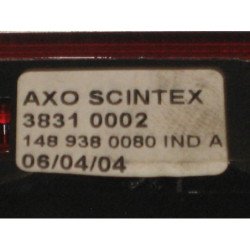 AXO SCINTEX
3831 0002
148 938 0080 IND A
06/04/04